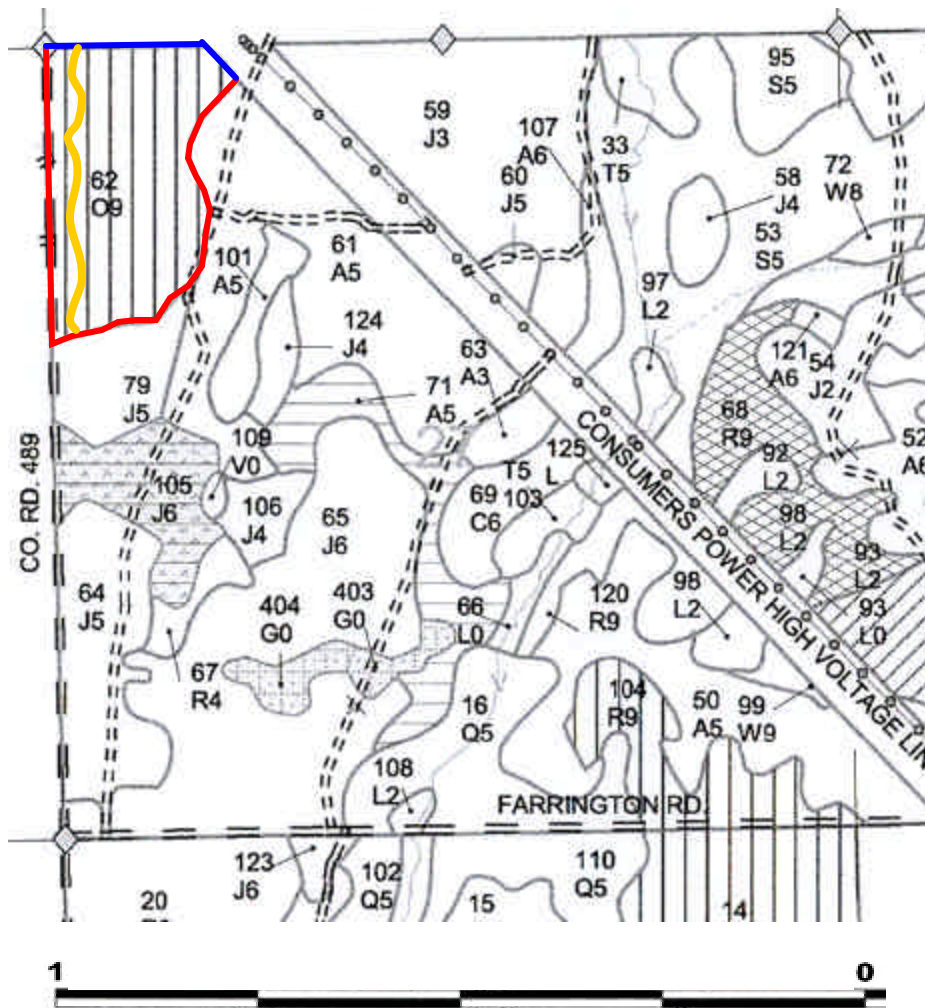 95
S5
59
J3
107
A6
33
T5
60
J5
72
W8
58
J4
62
O9
53
S5
61
A5
101
A5
97
L2
124
J4
63
A3
121
A6
54
J2
79
J5
71
A5
68
R9
CONSUMERS POWER HIGH VOLTAGE LIN
52
A6
109
V0
125
L
T5
103
92
L2
105
J6
69
C6
106
J4
65
J6
98
L2
CO. RD. 489
93
L2
64
J5
404
G0
403
G0
66
L0
120
R9
98
L2
93
L0
67
R4
104
R9
16
Q5
50
A5
99
W9
108
L2
FARRINGTON RD.
123
J6
102
Q5
110
Q5
20
15
14
1 0